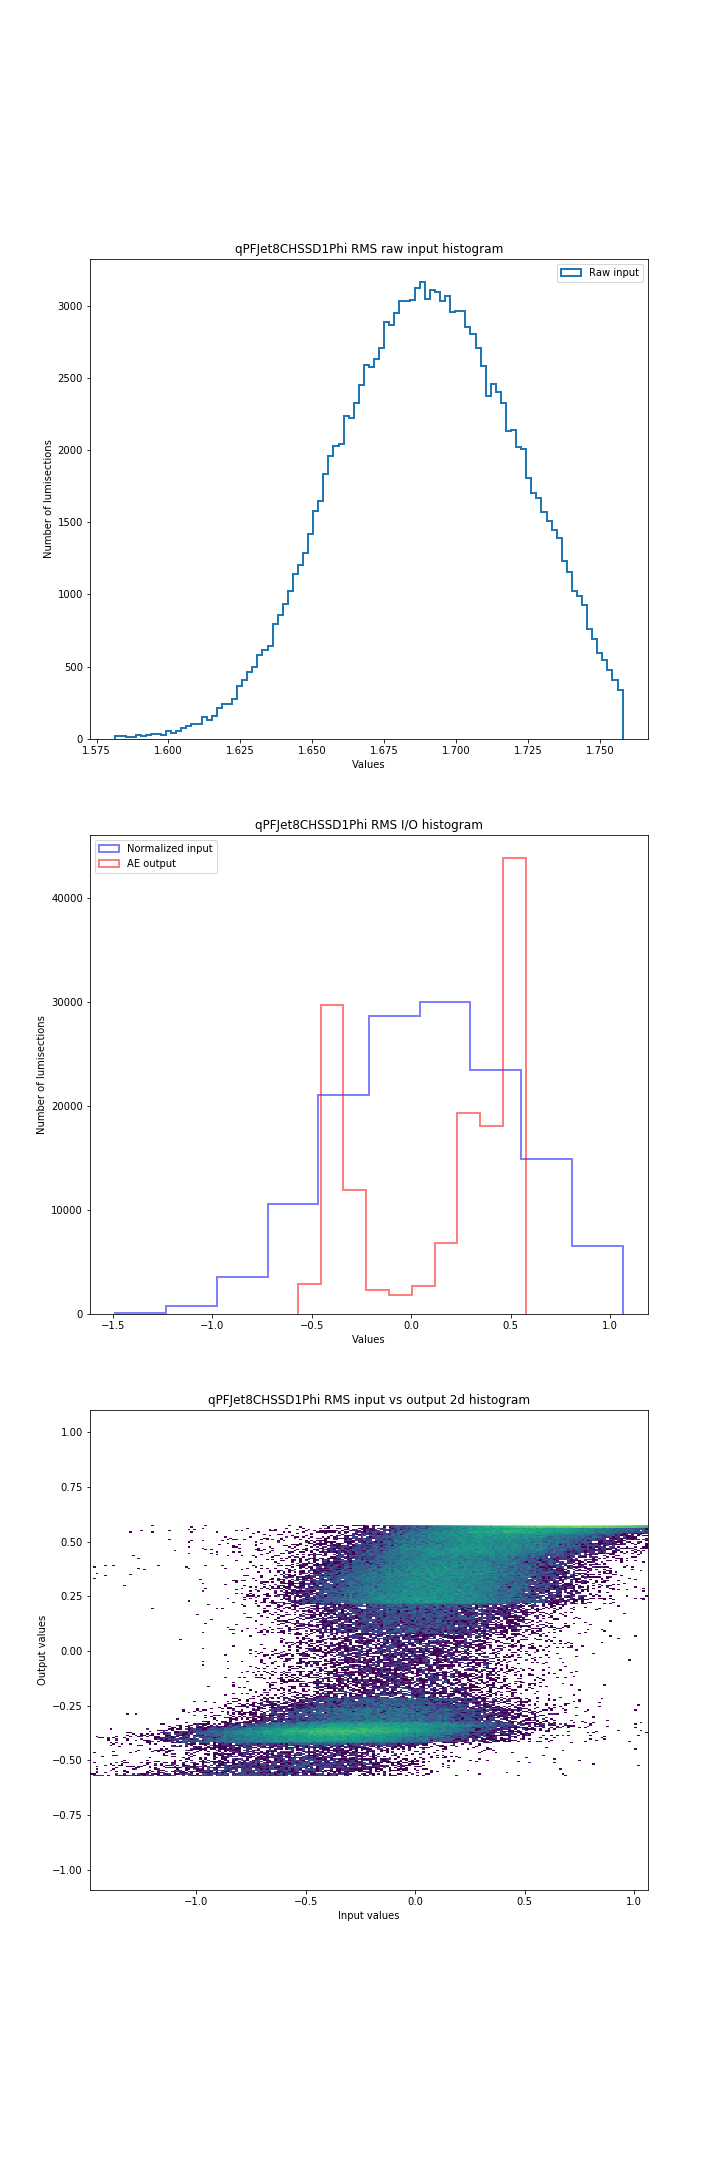 qPFJet8CHSSD1Phi RMS raw input histogram
Raw input
3000
2500
2000
1500
1000
500
0
Number of lumisections
1.575 1.600 1.625 1.650 1.675 1.700 1.725 1.750
Values
qPFJet8CHSSD1Phi RMS I/O histogram
Normalized input
AE output
40000
30000
20000
10000
0
Number of lumisections
−1.5 −1.0 −0.5 0.0 0.5 1.0
Values
qPFJet8CHSSD1Phi RMS input vs output 2d histogram
1.00
0.75
0.50
0.25
0.00
−0.25
−0.50
−0.75
−1.00
Output values
−1.0 −0.5 0.0 0.5 1.0
Input values